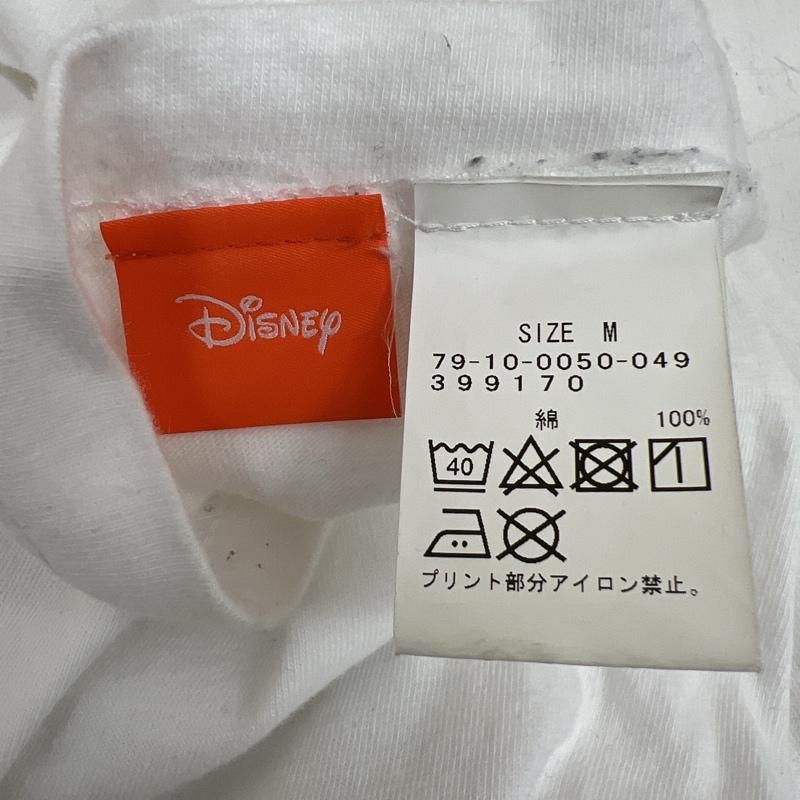 Disney
SIZE M
79-10-0050-049
399170
綿 100%
40
プリント部分アイロン禁止。